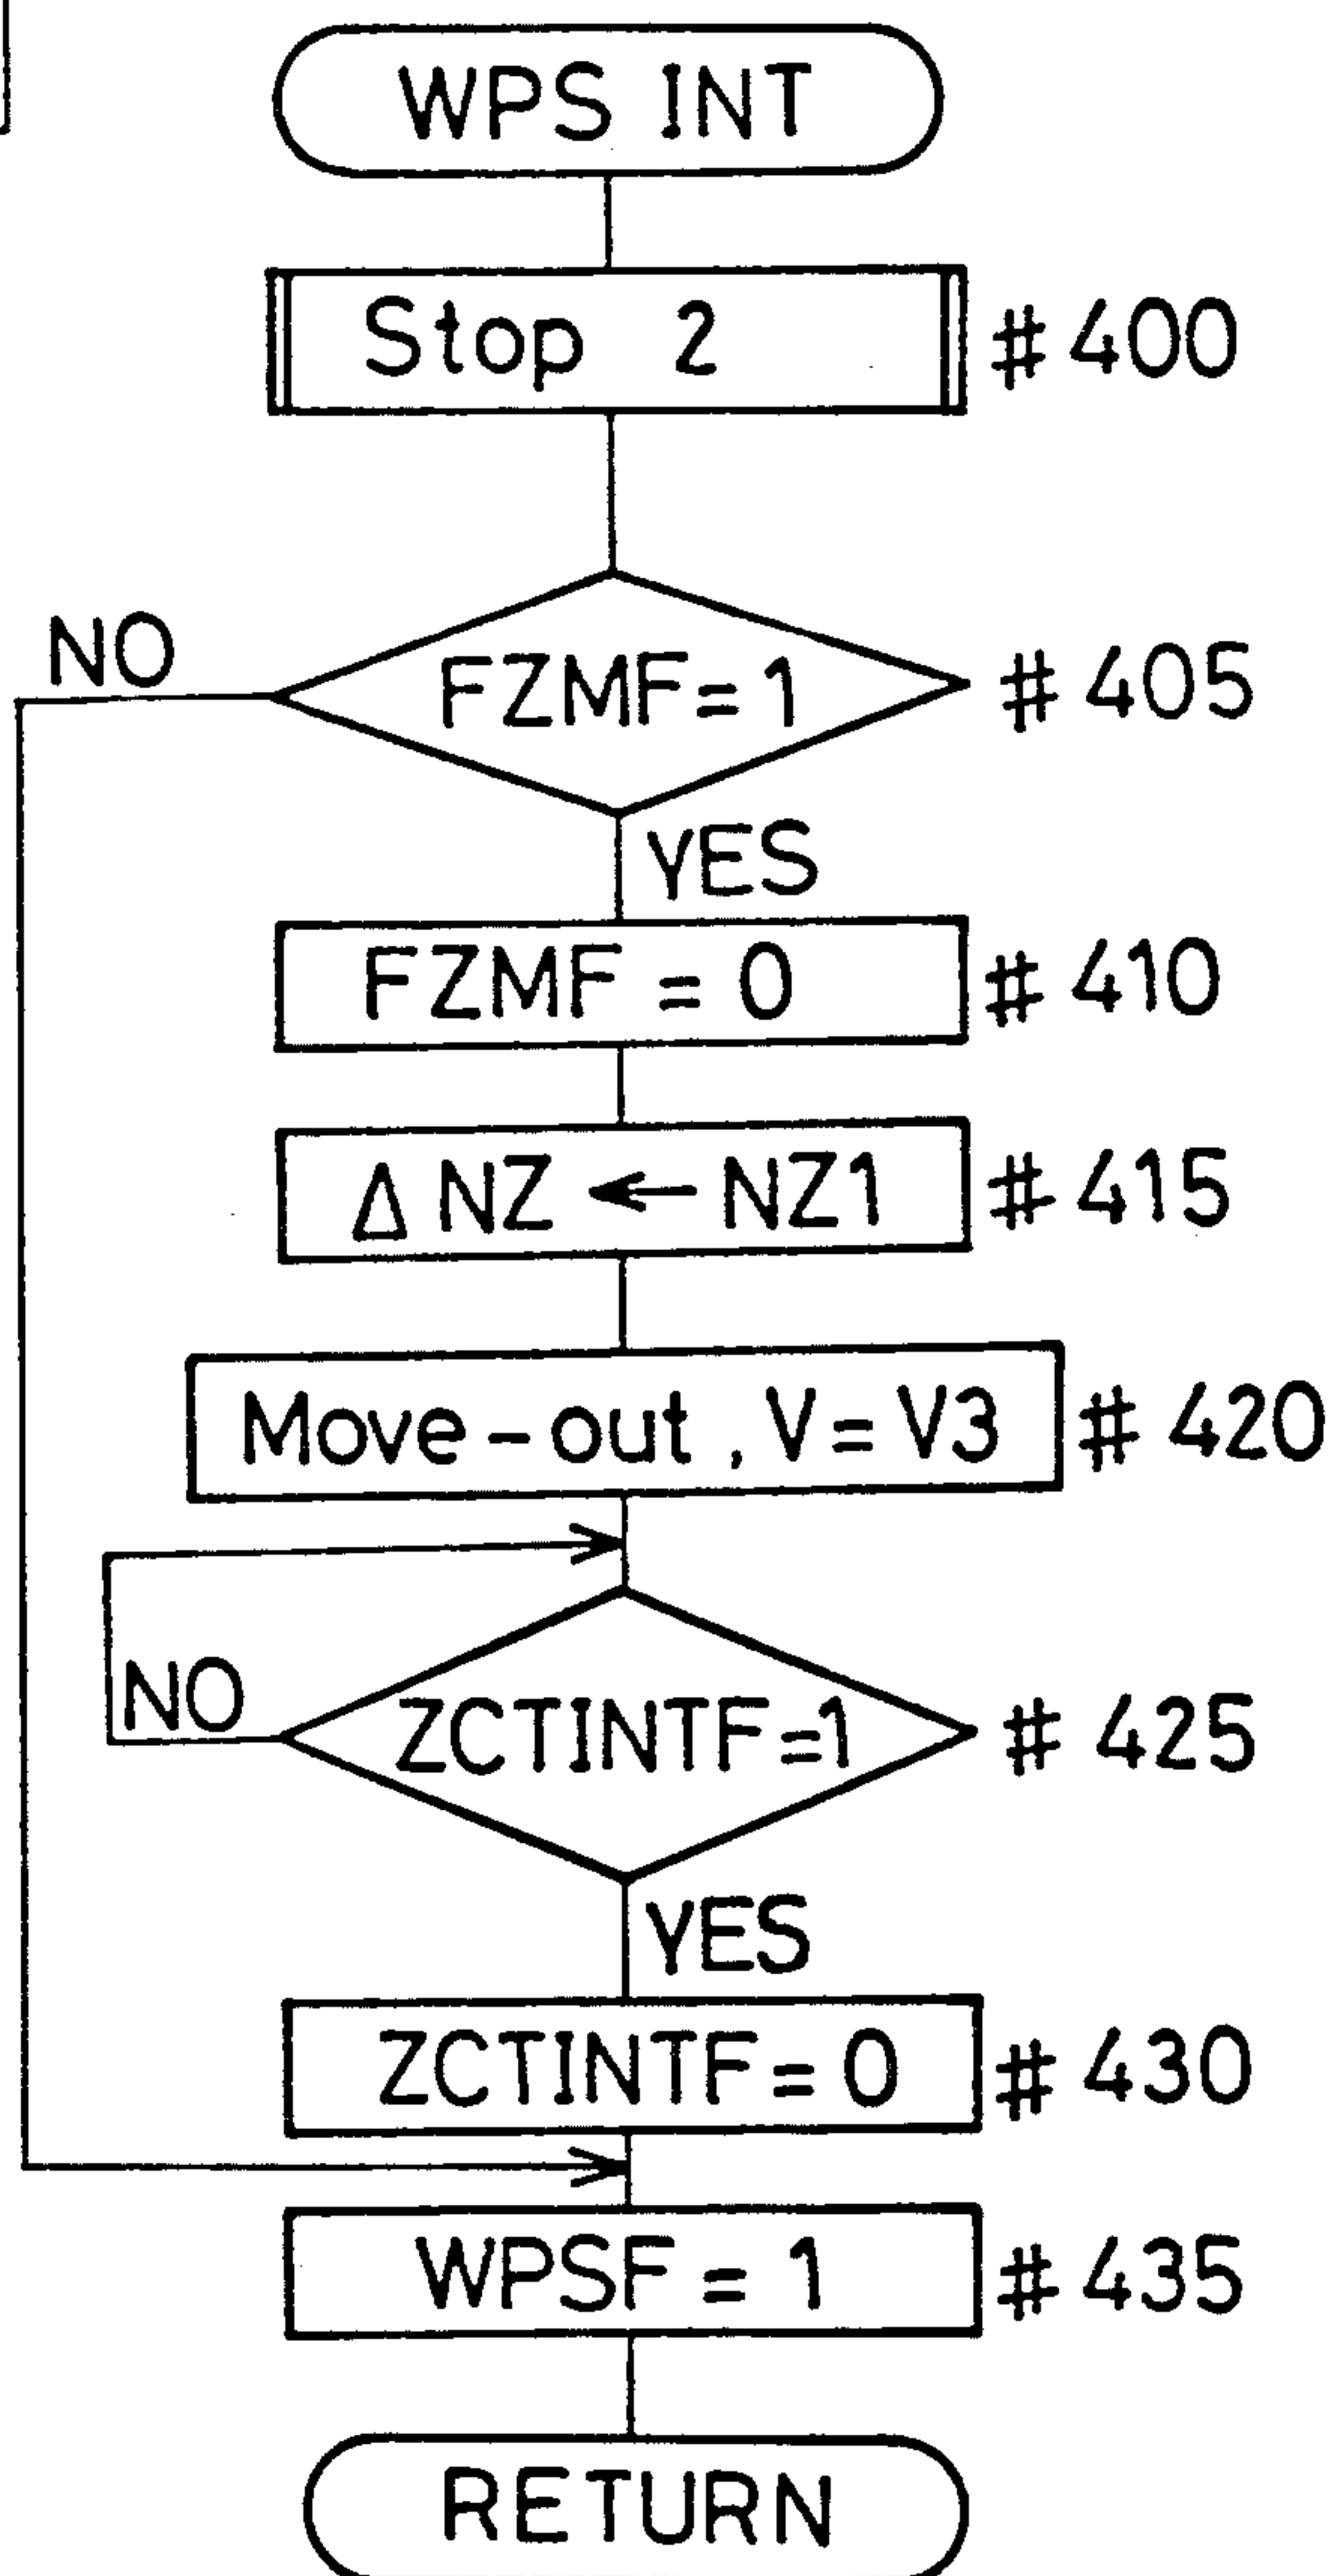 WPS INT
Stop 2 # 400
NO
FZMF = 1 # 405
YES
FZMF = 0 # 410
Δ NZ ← NZ1 # 415
Move-out, V = V3 # 420
NO
ZCTINTF = 1 # 425
YES
ZCTINTF = 0 # 430
WPSF = 1 # 435
RETURN